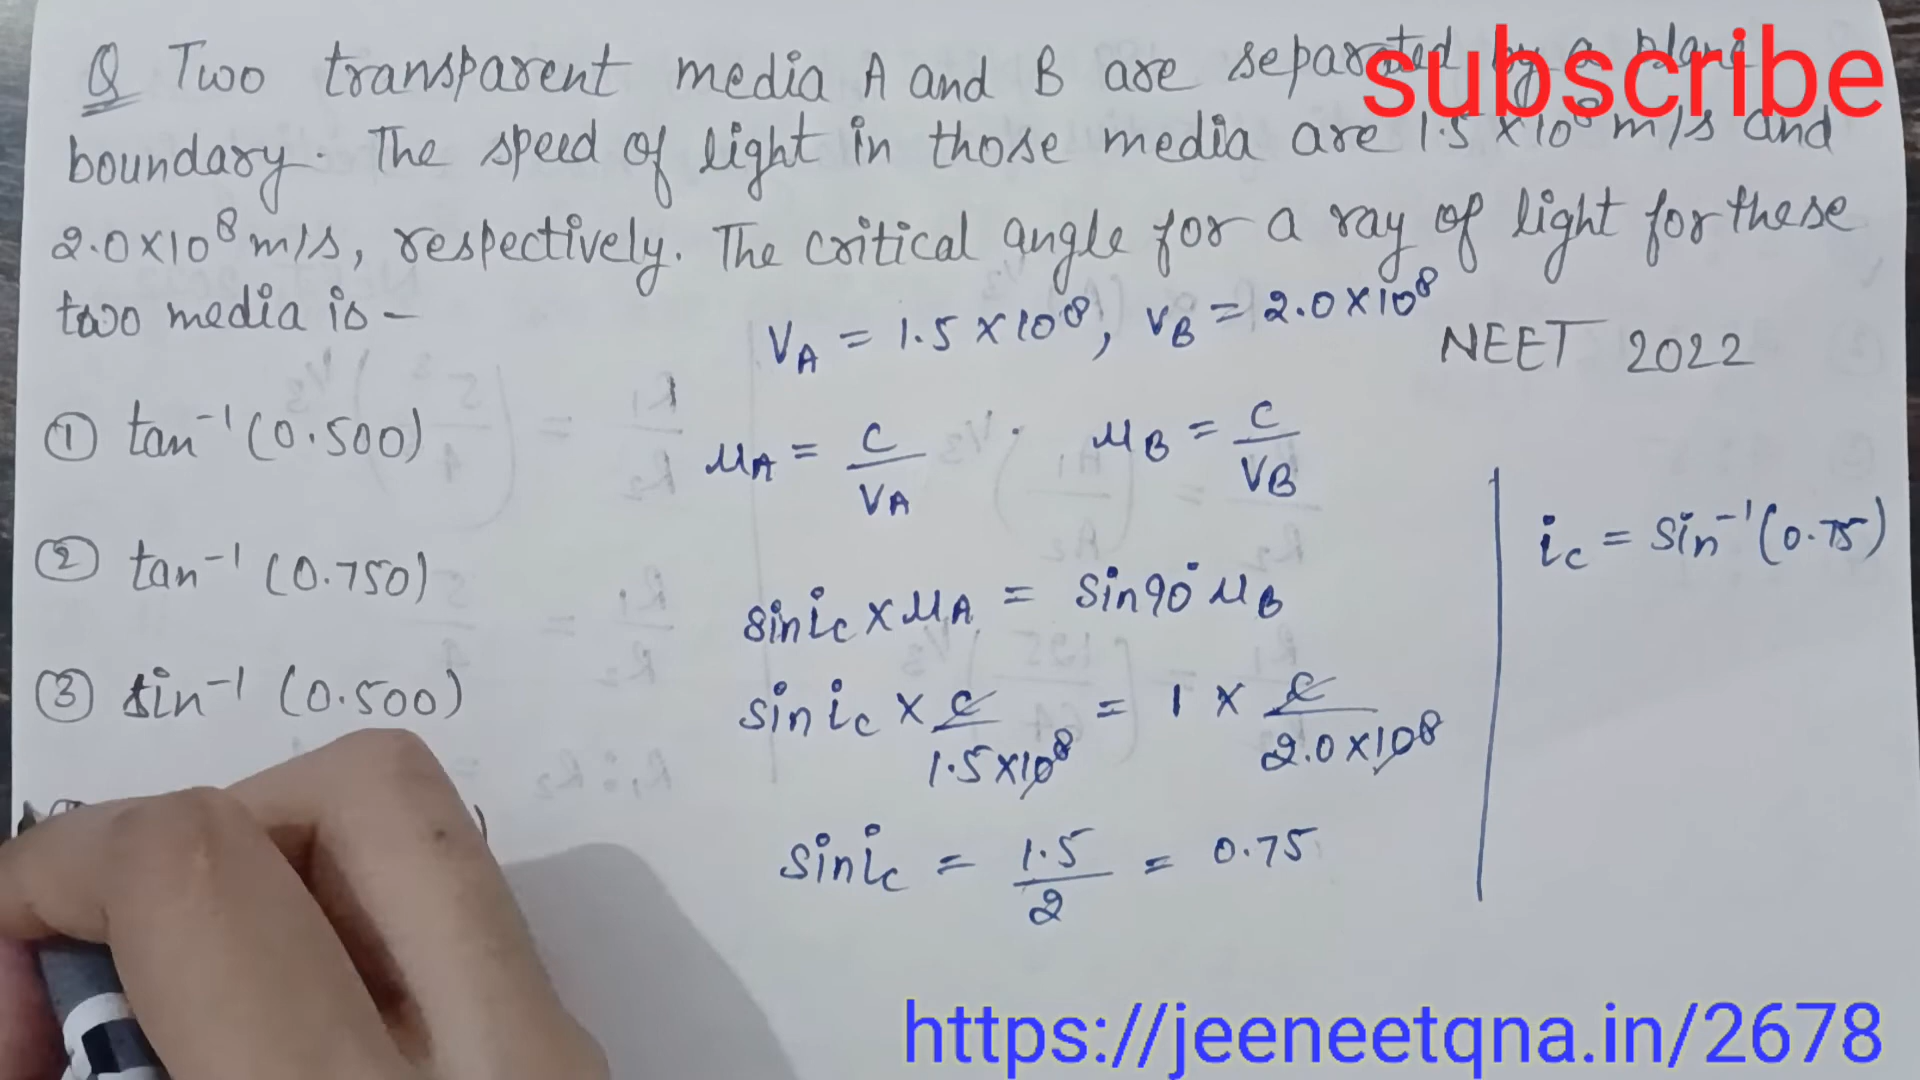 Q Two transparent media A and B are separated by a plane
subscribe
boundary. The speed of light in those media are 1.5 × 10⁸ m/s and
2.0×10⁸ m/s, respectively. The critical angle for a ray of light for these
two media is -
V_A = 1.5 × 10⁸, V_B = 2.0 × 10⁸
NEET 2022
① tan⁻¹ (0.500)
② tan⁻¹ (0.750)
③ sin⁻¹ (0.500)
μ_A = c/V_A . μ_B = c/V_B
sin i_c × μ_A = sin 90° μ_B
sin i_c × c/1.5×10⁸ = 1 × c/2.0×10⁸
sin i_c = 1.5/2 = 0.75
i_c = sin⁻¹ (0.75)
https://jeeneetqna.in/2678